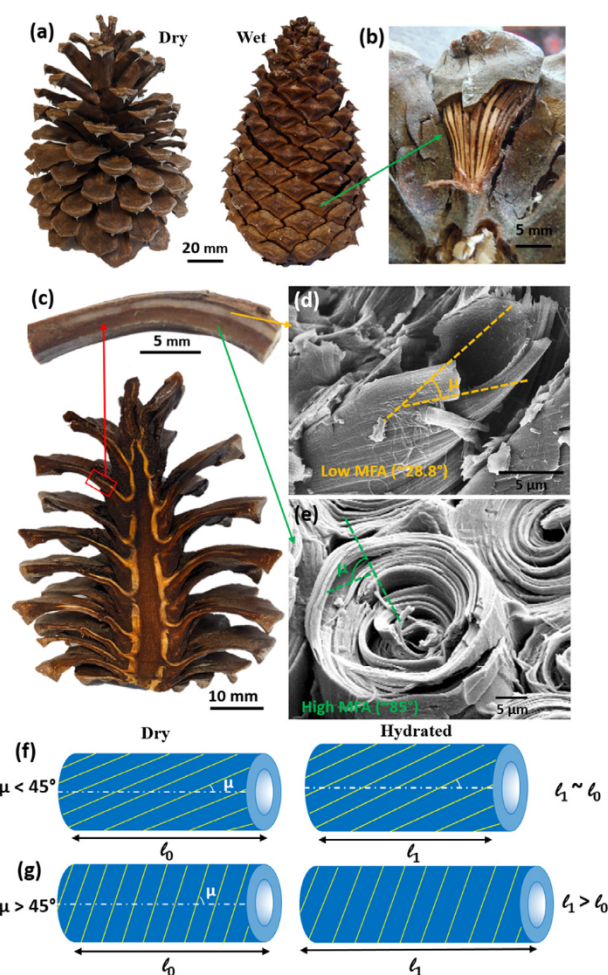 (a)
Dry
Wet
20 mm
(b)
5 mm
(c)
5 mm
10 mm
(d)
μ
Low MFA (~28.8°)
5 μm
(e)
μ
High MFA (~85°)
5 μm
Dry
Hydrated
(f)
μ < 45°
μ
ℓ₀
ℓ₁
ℓ₁ ~ ℓ₀
(g)
μ > 45°
μ
ℓ₀
ℓ₁
ℓ₁ > ℓ₀